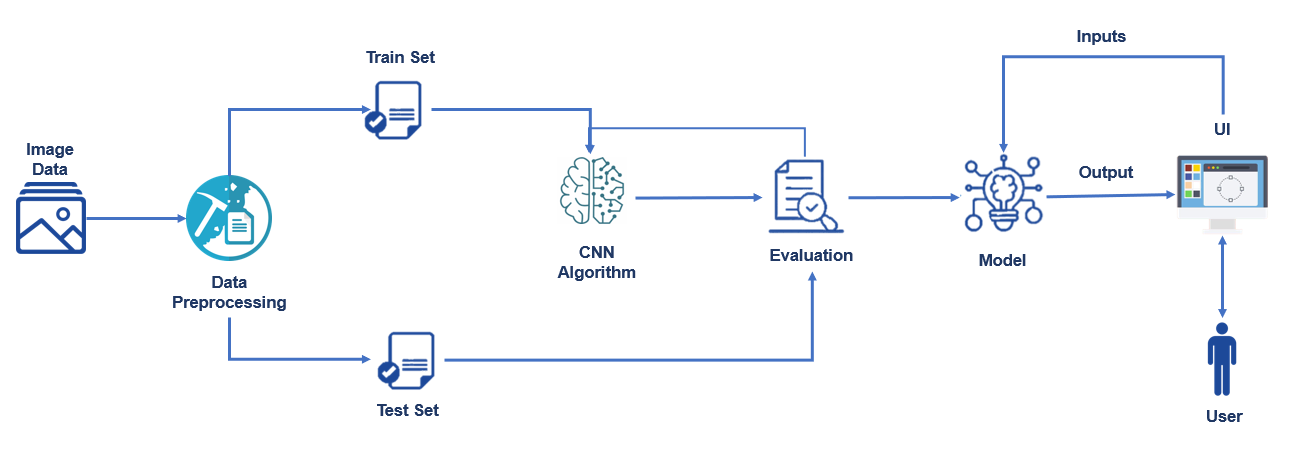 Image
Data
Data
Preprocessing
Train Set
Test Set
CNN
Algorithm
Evaluation
Model
Inputs
Output
UI
User